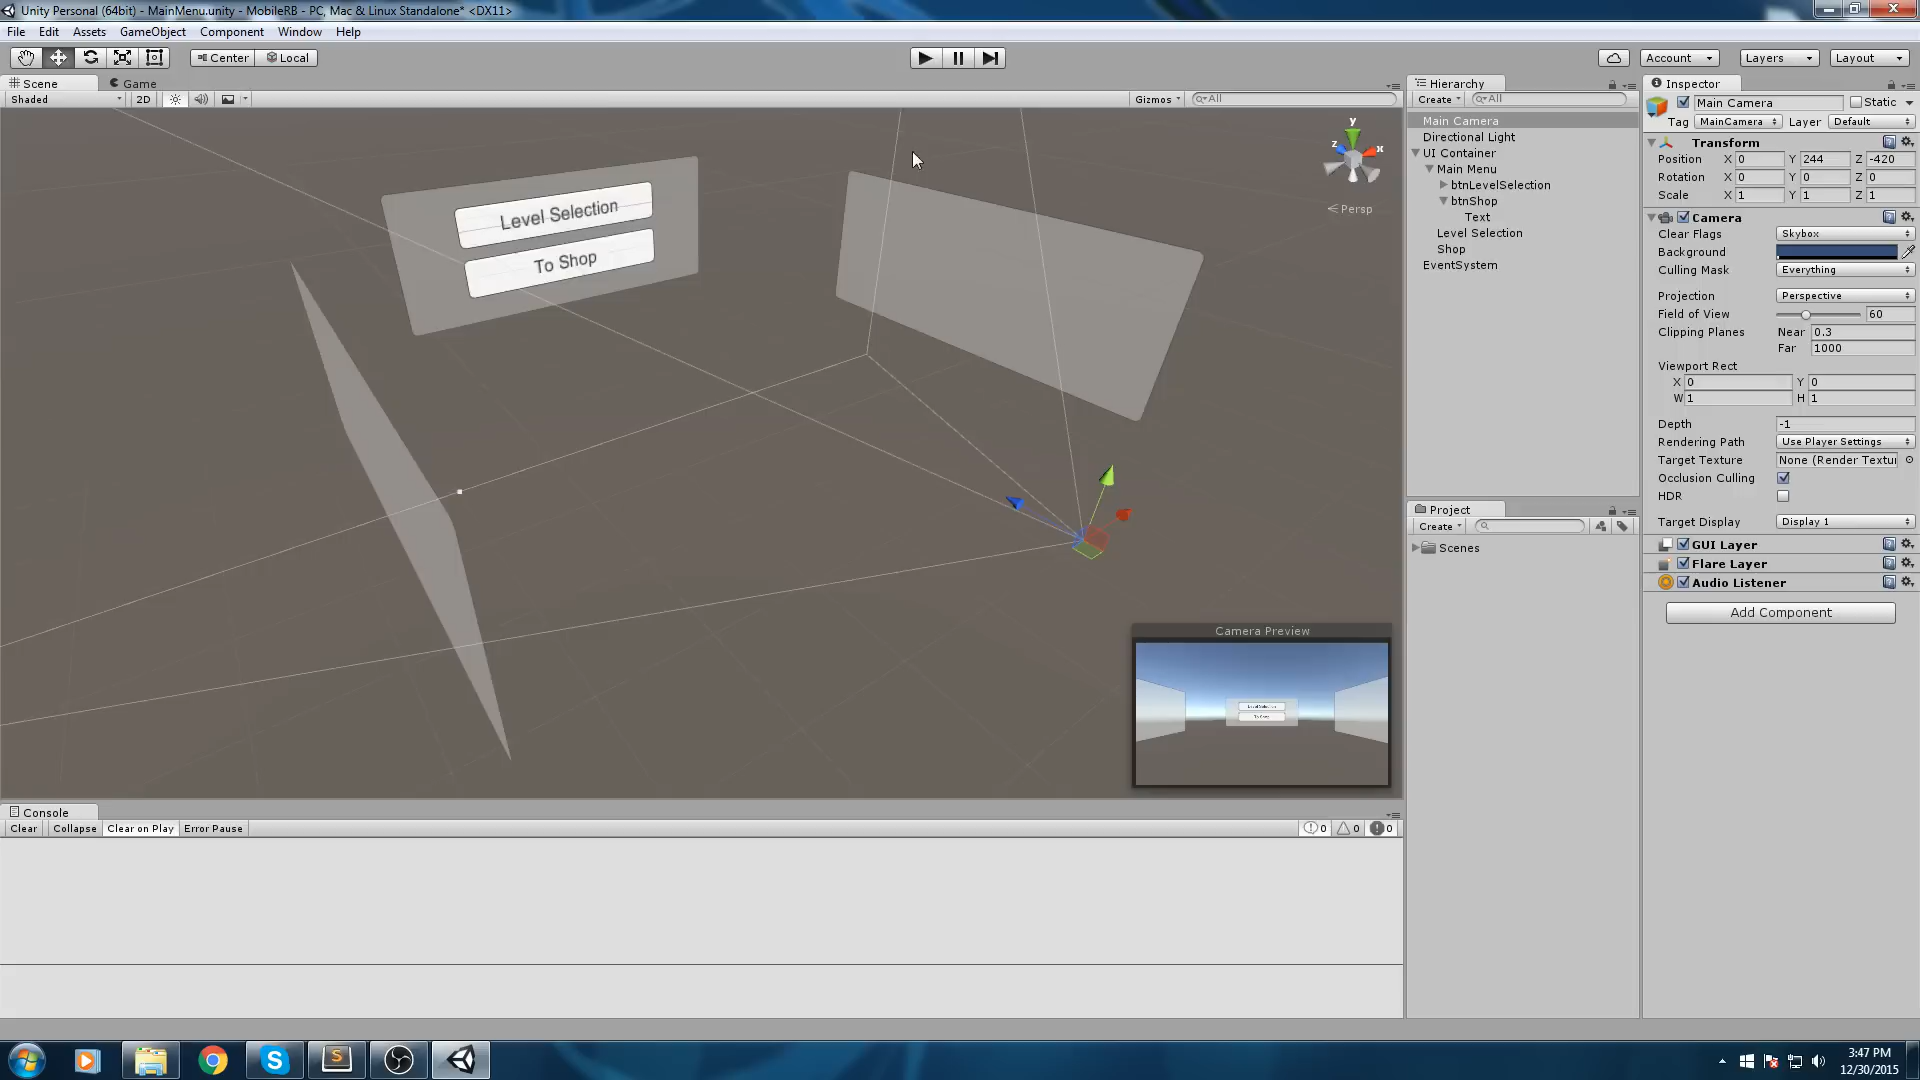 Unity Personal (64bit) - MainMenu.unity - MobileRB - PC, Mac & Linux Standalone* <DX11>
File Edit Assets GameObject Component Window Help
Center Local
Account Layers Layout
Scene Game
Shaded 2D Gizmos All
Level Selection
To Shop
y
z x
Persp
Camera Preview
Level Selection
To Shop
Hierarchy
Create All
Main Camera
Directional Light
UI Container
Main Menu
btnLevelSelection
btnShop
Text
Level Selection
Shop
EventSystem
Project
Create
Scenes
Inspector
Main Camera Static
Tag MainCamera Layer Default
Transform
Position X 0 Y 244 Z -420
Rotation X 0 Y 0 Z 0
Scale X 1 Y 1 Z 1
Camera
Clear Flags Skybox
Background
Culling Mask Everything
Projection Perspective
Field of View 60
Clipping Planes Near 0.3
Far 1000
Viewport Rect
X 0 Y 0
W 1 H 1
Depth -1
Rendering Path Use Player Settings
Target Texture None (Render Textur
Occlusion Culling
HDR
Target Display Display 1
GUI Layer
Flare Layer
Audio Listener
Add Component
Console
Clear Collapse Clear on Play Error Pause 0 0 0
3:47 PM
12/30/2015